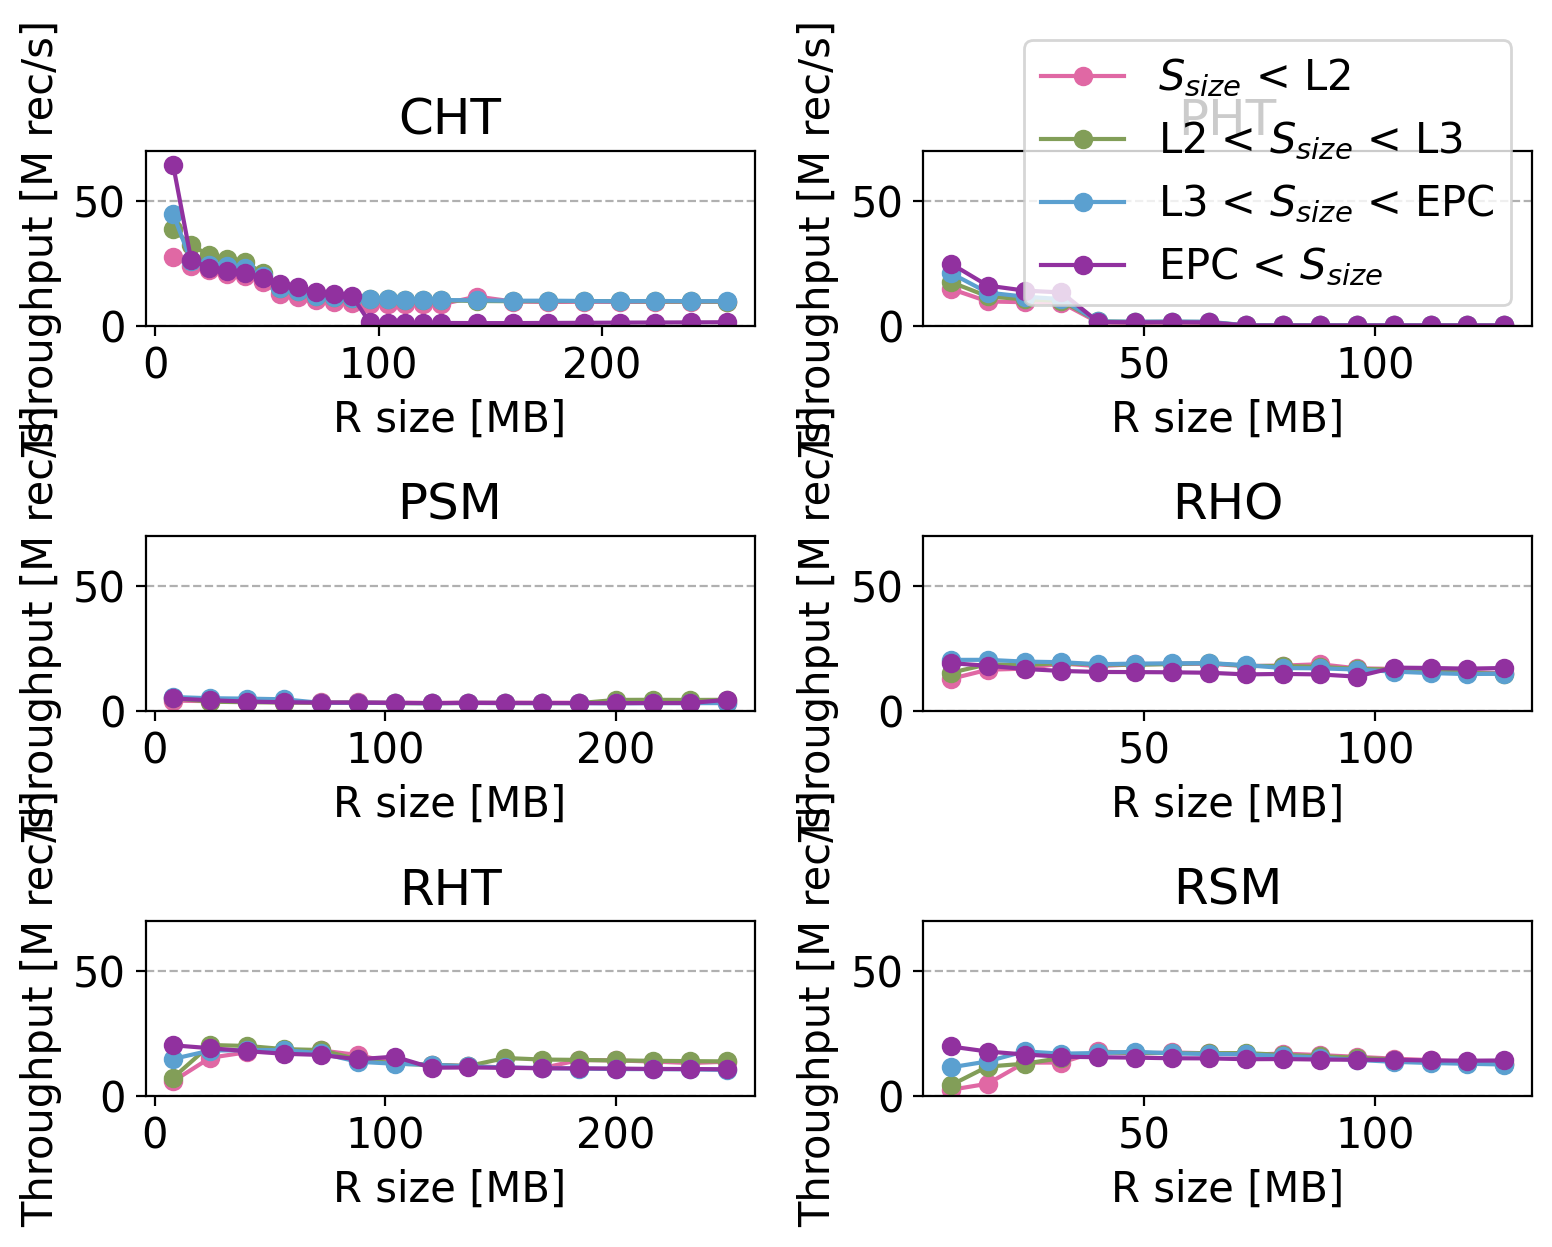 CHT
Throughput [M rec/s]
50
0
0 100 200
R size [MB]
PHT
Throughput [M rec/s]
50
0
50 100
R size [MB]
S_size < L2
L2 < S_size < L3
L3 < S_size < EPC
EPC < S_size
PSM
Throughput [M rec/s]
50
0
0 100 200
R size [MB]
RHO
Throughput [M rec/s]
50
0
50 100
R size [MB]
RHT
Throughput [M rec/s]
50
0
0 100 200
R size [MB]
RSM
Throughput [M rec/s]
50
0
50 100
R size [MB]